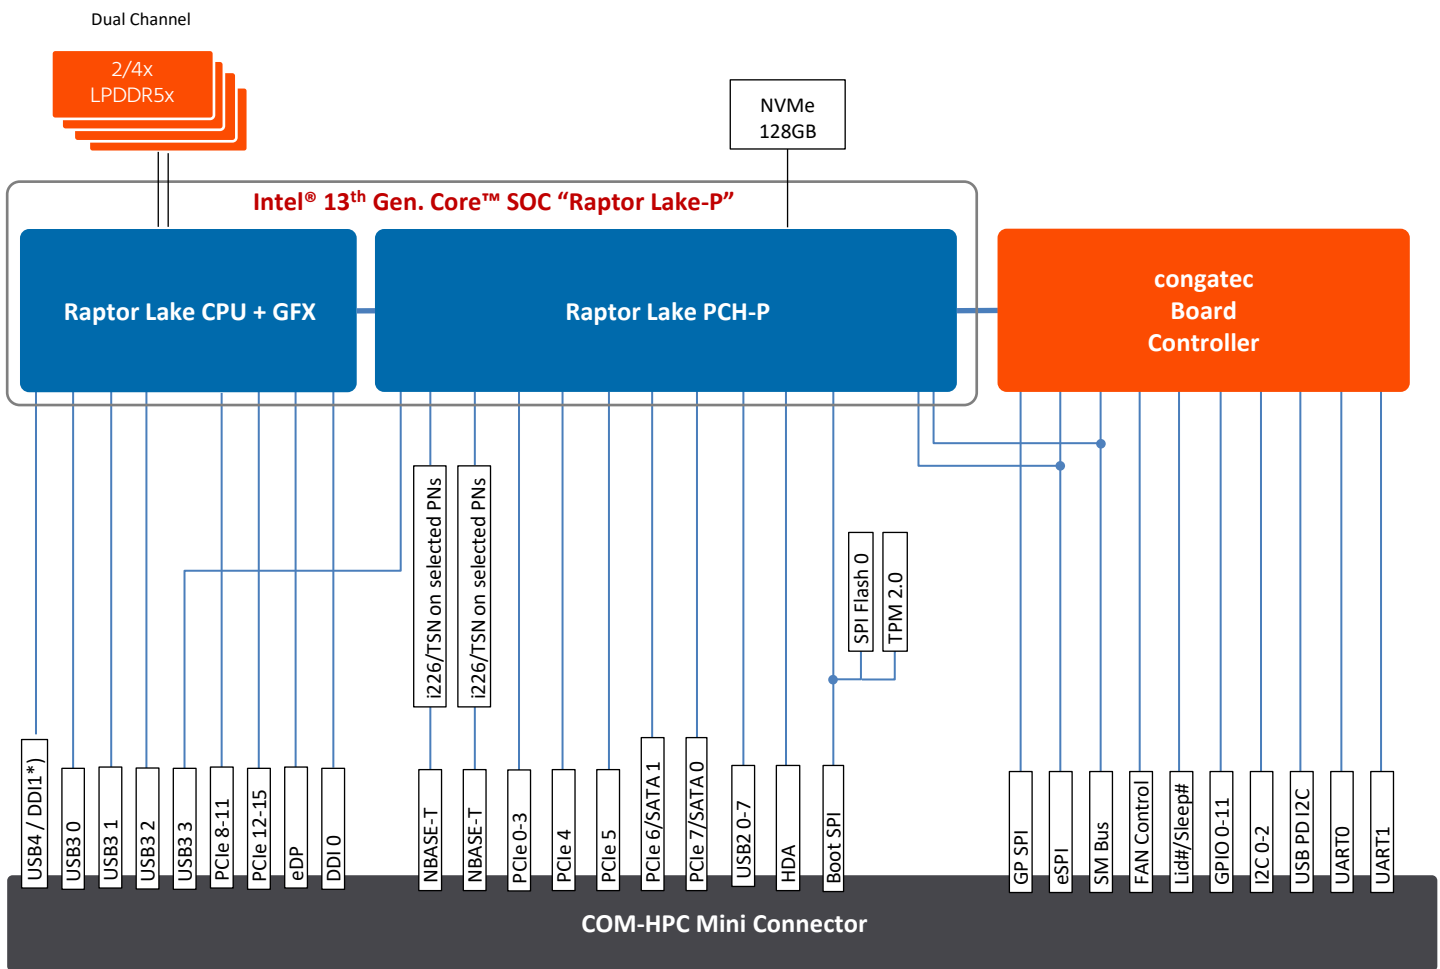 Dual Channel
2/4x
LPDDR5x
NVMe
128GB
Intel® 13th Gen. Core™ SOC “Raptor Lake-P”
Raptor Lake CPU + GFX
Raptor Lake PCH-P
congatec
Board
Controller
i226/TSN on selected PNs
i226/TSN on selected PNs
SPI Flash 0
TPM 2.0
USB4 / DDI1*)
USB3 0
USB3 1
USB3 2
USB3 3
PCIe 8-11
PCIe 12-15
eDP
DDI 0
NBASE-T
NBASE-T
PCIe 0-3
PCIe 4
PCIe 5
PCIe 6/SATA 1
PCIe 7/SATA 0
USB2 0-7
HDA
Boot SPI
GP SPI
eSPI
SM Bus
FAN Control
Lid#/Sleep#
GPIO 0-11
I2C 0-2
USB PD I2C
UART0
UART1
COM-HPC Mini Connector